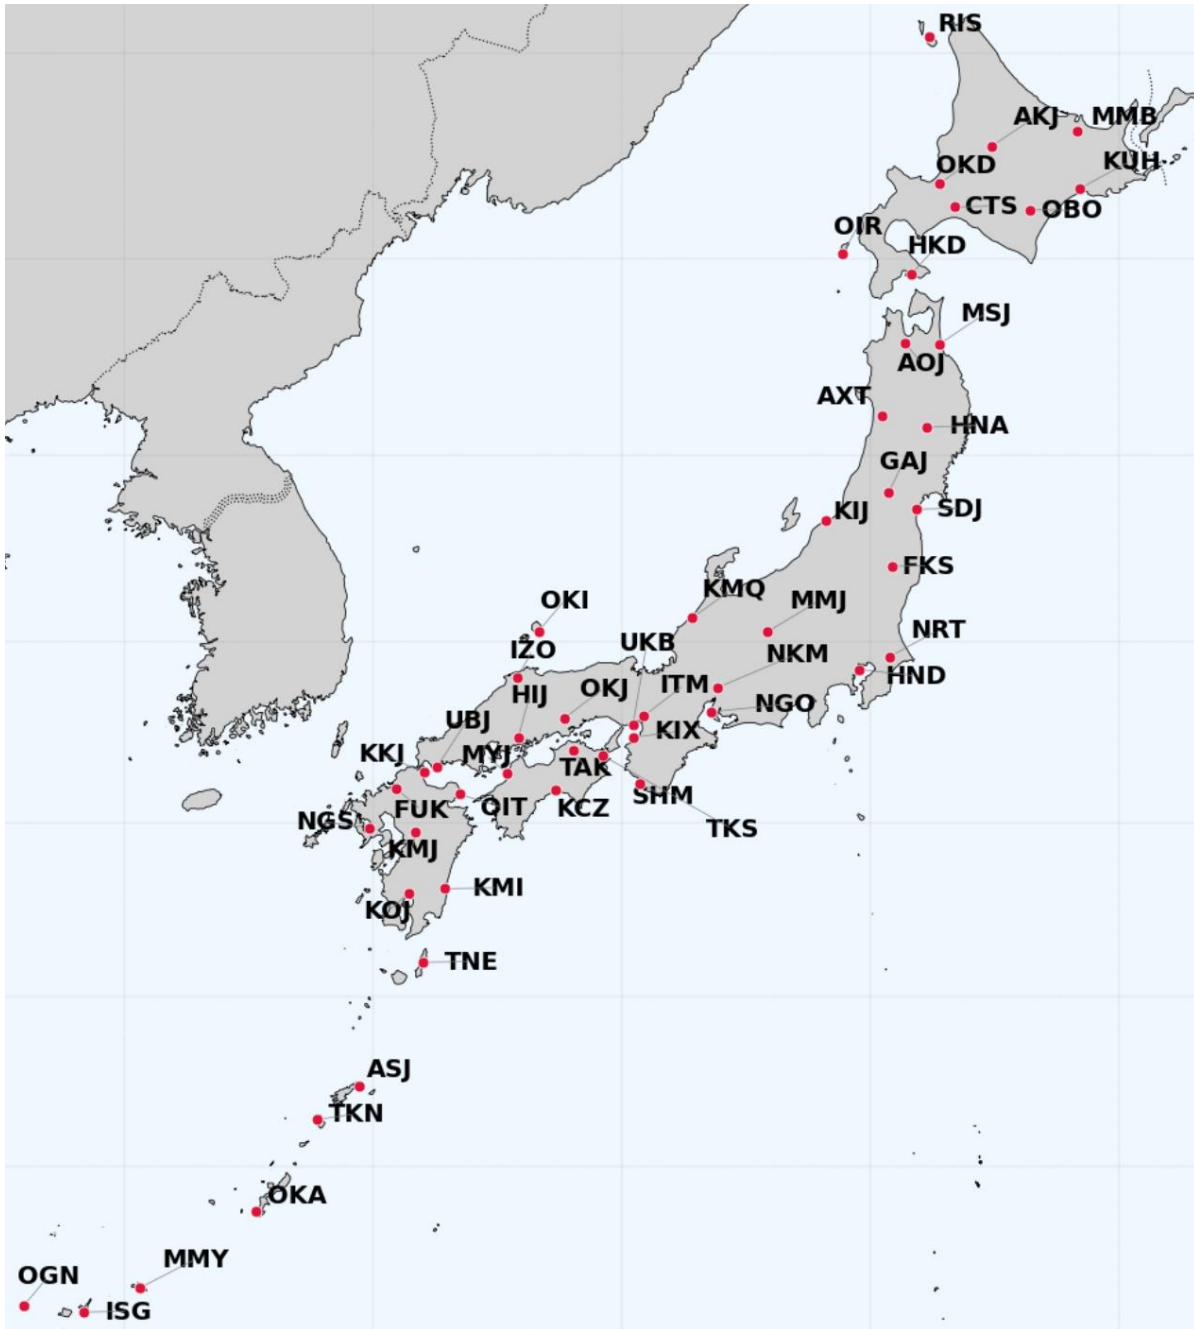 RIS
AKJ
MMB
OKD
KUH
CTS
OBO
OIR
HKD
MSJ
AOJ
AXT
HNA
GAJ
KIJ
SDJ
FKS
KMQ
MMJ
OKI
NRT
IZO
UKB
NKM
HND
HIJ
OKJ
ITM
NGO
UBJ
KIX
KKJ
MYJ
TAK
SHM
FUK
OIT
KCZ
NGS
TKS
KMJ
KMI
KOJ
TNE
ASJ
TKN
OKA
MMY
OGN
ISG